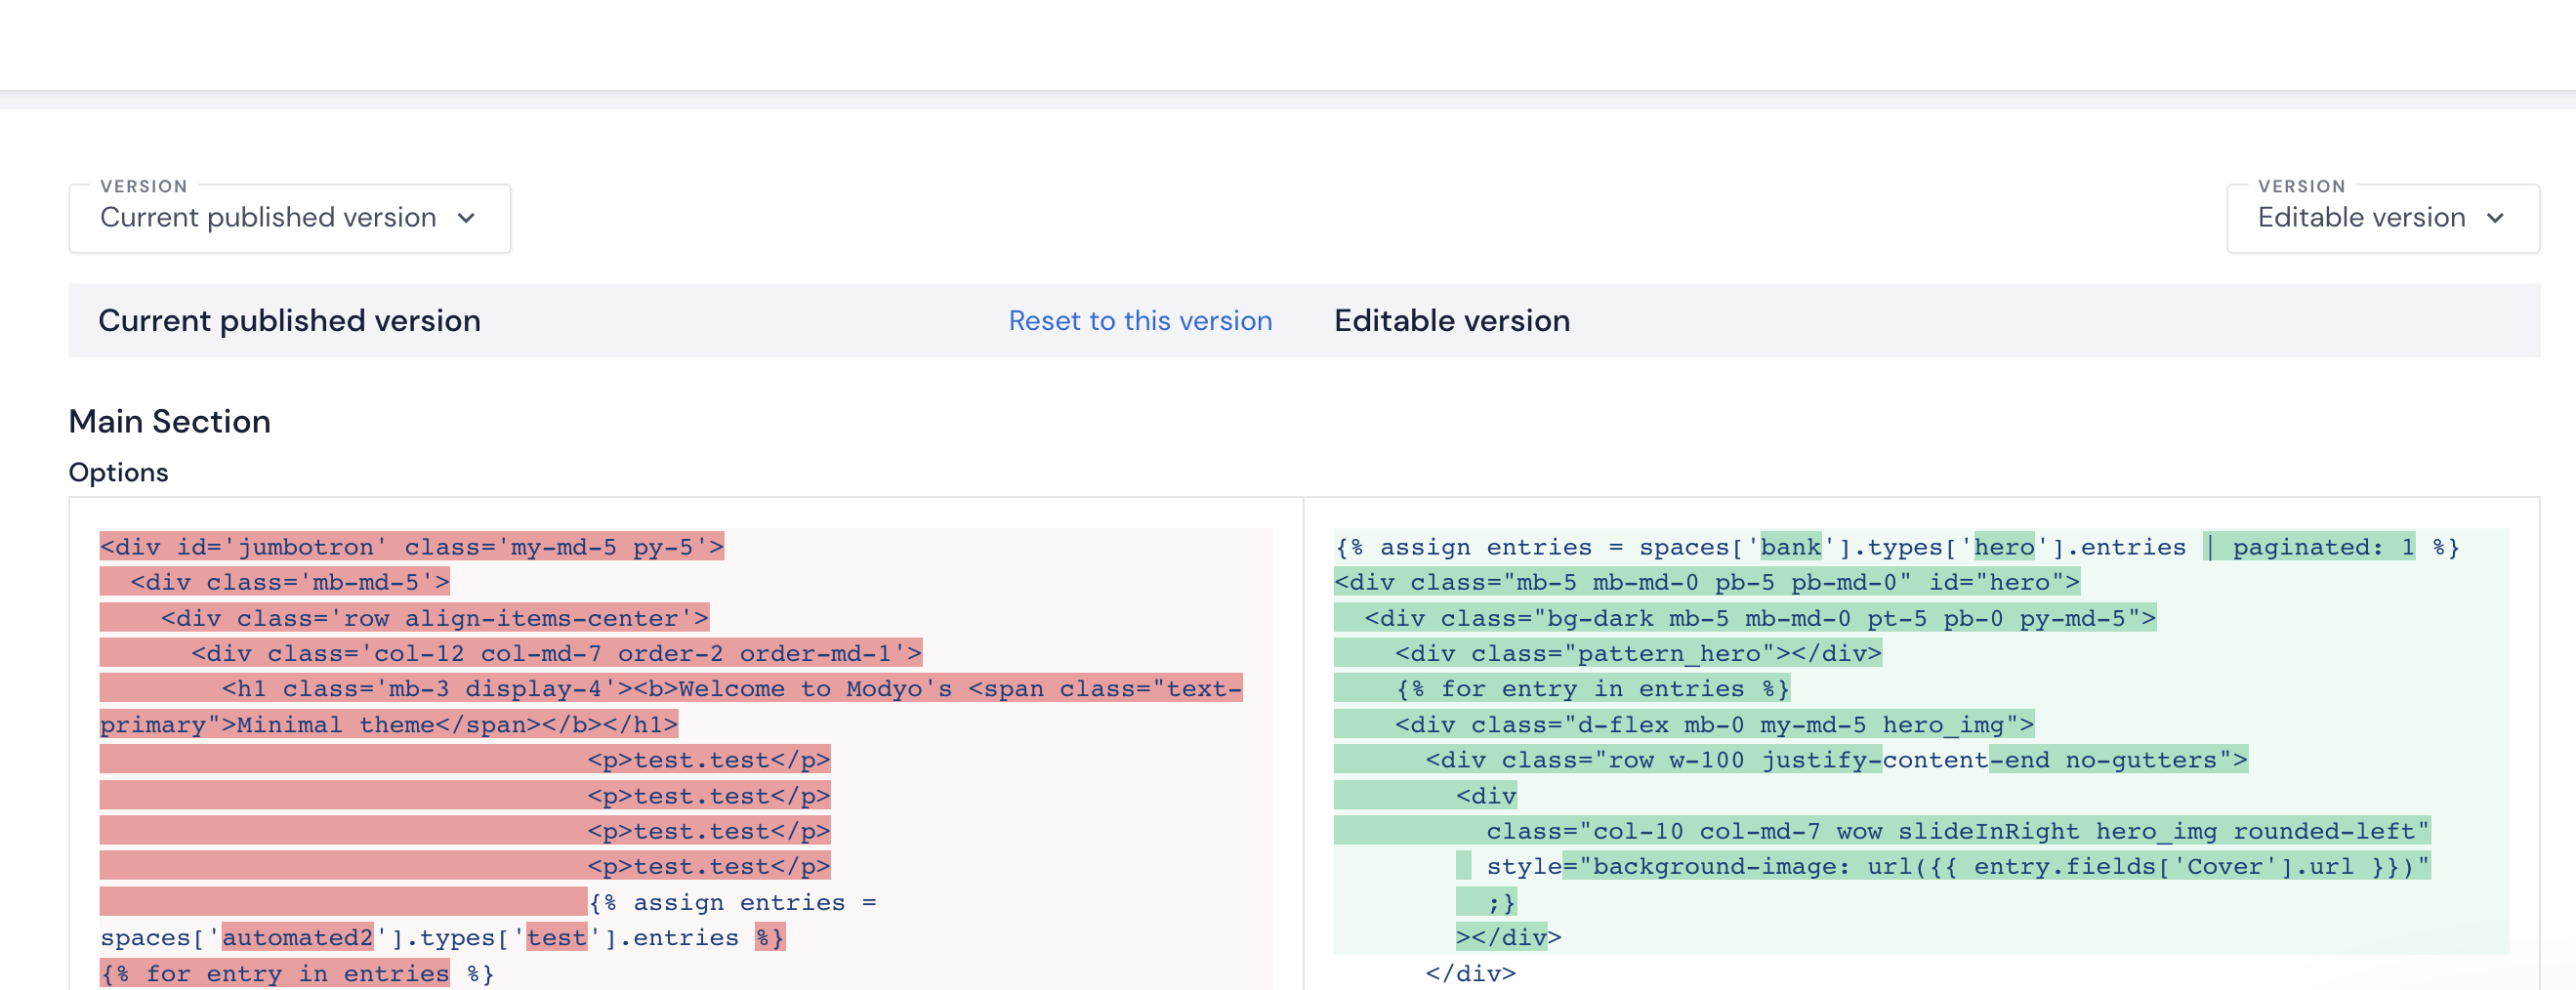 VERSION
Current published version
VERSION
Editable version
Current published version
Reset to this version
Editable version
Main Section
Options
<div id='jumbotron' class='my-md-5 py-5'>
  <div class='mb-md-5'>
    <div class='row align-items-center'>
      <div class='col-12 col-md-7 order-2 order-md-1'>
        <h1 class='mb-3 display-4'><b>Welcome to Modyo's <span class="text-
primary">Minimal theme</span></b></h1>
                                <p>test.test</p>
                                <p>test.test</p>
                                <p>test.test</p>
                                <p>test.test</p>
                                {% assign entries =
spaces['automated2'].types['test'].entries %}
{% for entry in entries %}
{% assign entries = spaces['bank'].types['hero'].entries | paginated: 1 %}
<div class="mb-5 mb-md-0 pb-5 pb-md-0" id="hero">
  <div class="bg-dark mb-5 mb-md-0 pt-5 pb-0 py-md-5">
    <div class="pattern_hero"></div>
    {% for entry in entries %}
    <div class="d-flex mb-0 my-md-5 hero_img">
      <div class="row w-100 justify-content-end no-gutters">
        <div
          class="col-10 col-md-7 wow slideInRight hero_img rounded-left"
          style="background-image: url({{ entry.fields['Cover'].url }})"
          ;}
        ></div>
      </div>